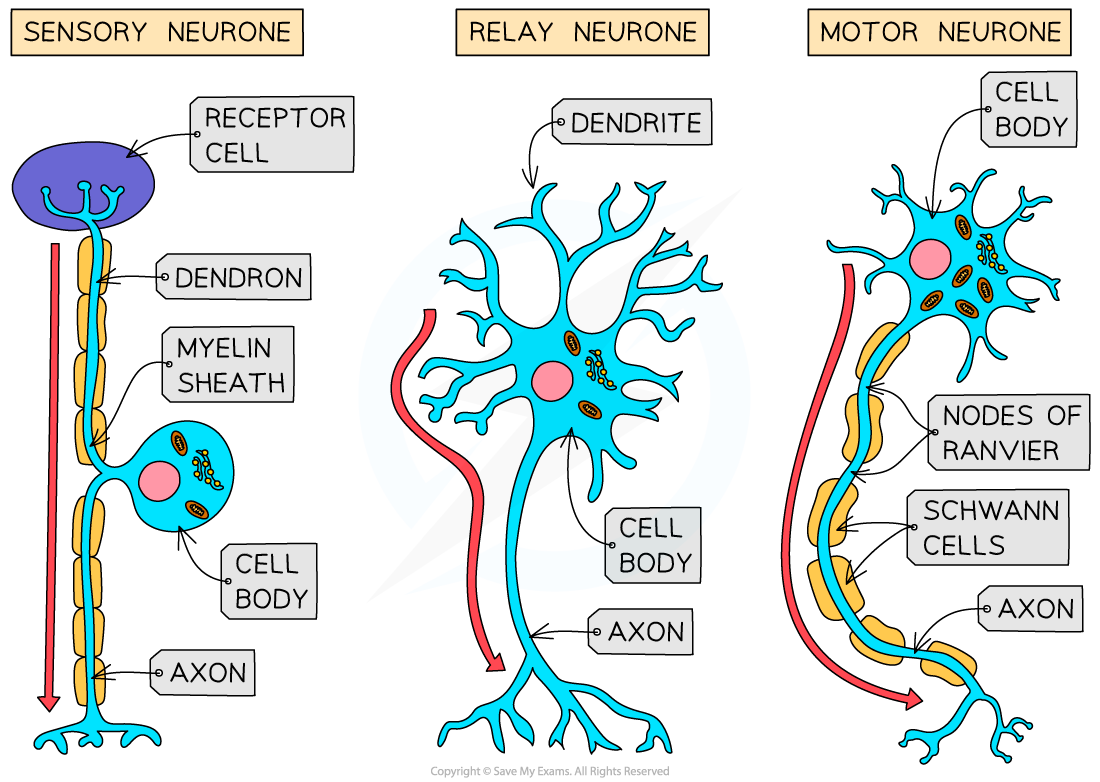 SENSORY NEURONE
RECEPTOR
CELL
DENDRON
MYELIN
SHEATH
CELL
BODY
AXON
RELAY NEURONE
DENDRITE
CELL
BODY
AXON
MOTOR NEURONE
CELL
BODY
NODES OF
RANVIER
SCHWANN
CELLS
AXON
Copyright © Save My Exams. All Rights Reserved